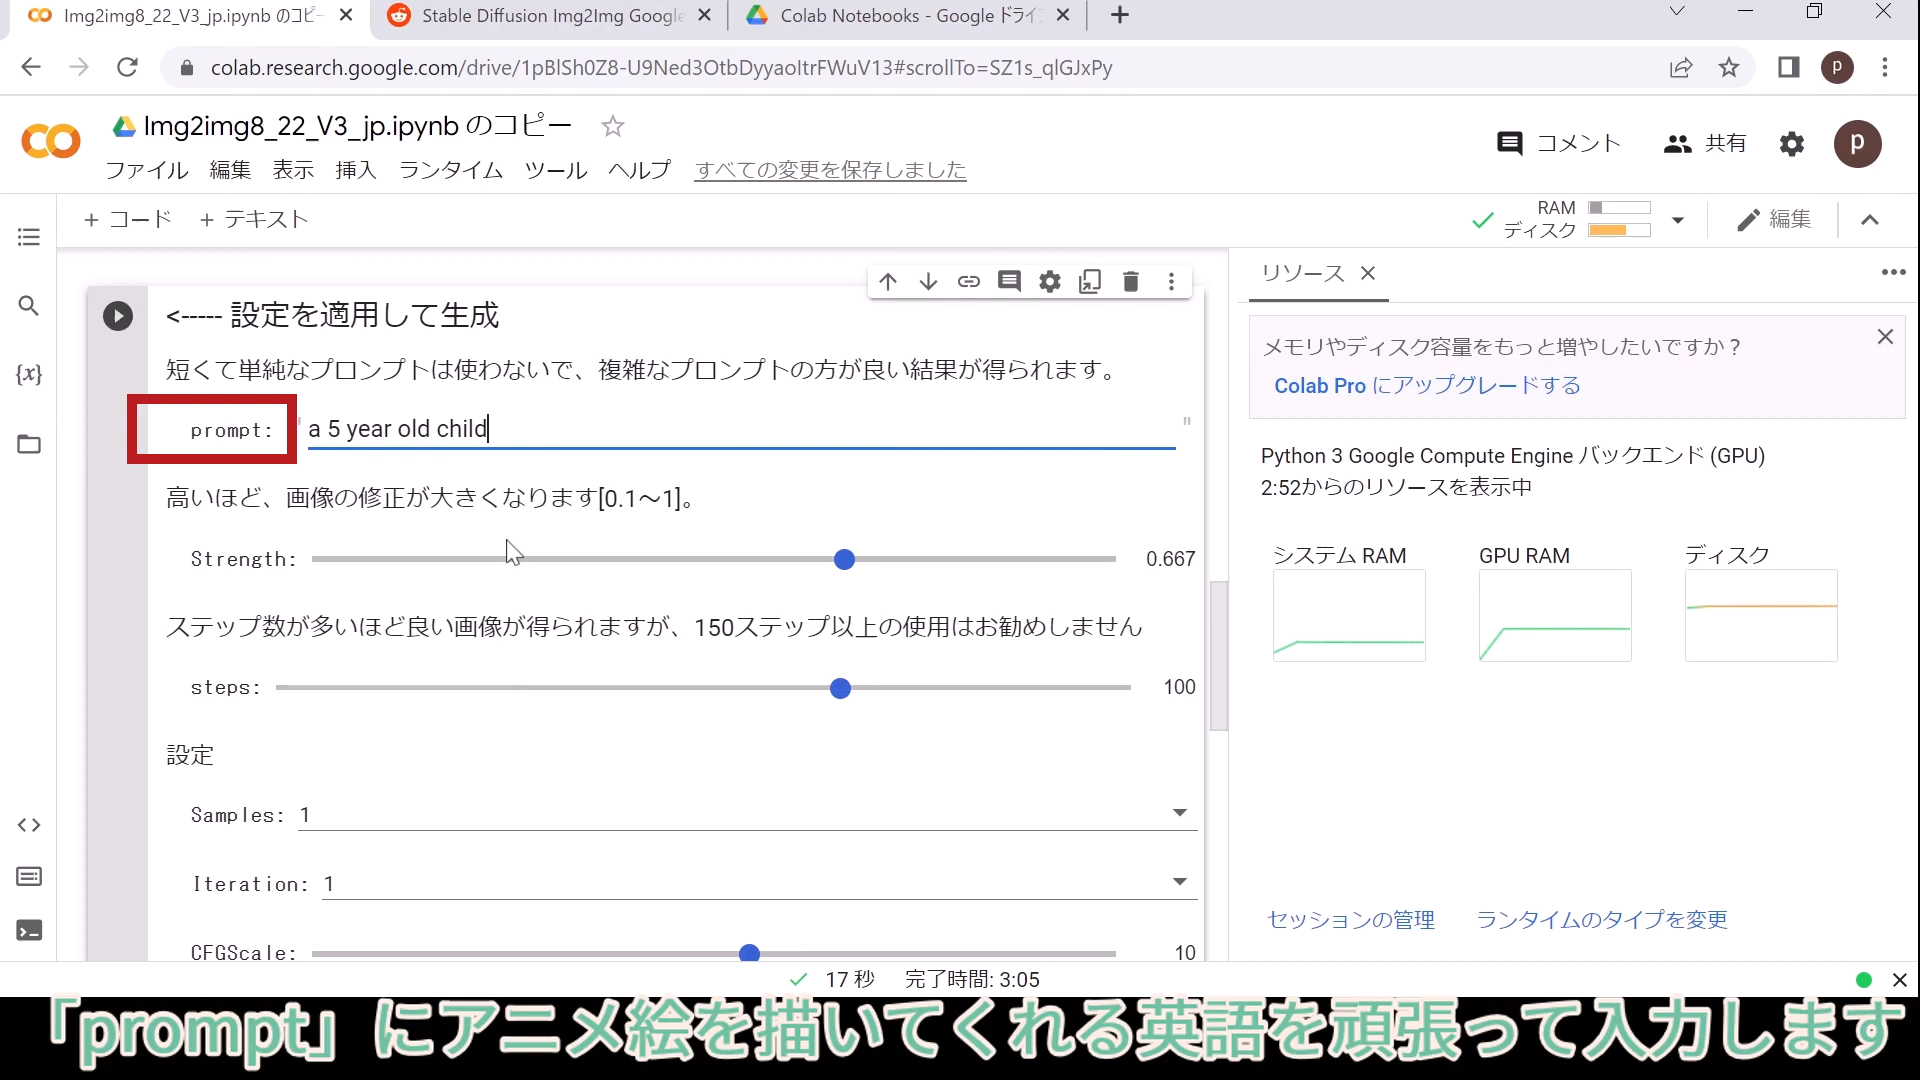 Img2img8_22_V3_jp.ipynb のコピー
Stable Diffusion Img2Img Google
Colab Notebooks - Google ドライ
colab.research.google.com/drive/1pBlSh0Z8-U9Ned3OtbDyyaoItrFWuV13#scrollTo=SZ1s_qlGJxPy
p
Img2img8_22_V3_jp.ipynb のコピー
コメント
共有
p
ファイル 編集 表示 挿入 ランタイム ツール ヘルプ すべての変更を保存しました
+ コード + テキスト
RAM
ディスク
編集
リソース
<----- 設定を適用して生成
短くて単純なプロンプトは使わないで、複雑なプロンプトの方が良い結果が得られます。
prompt: " a 5 year old child "
高いほど、画像の修正が大きくなります[0.1～1]。
Strength: 0.667
ステップ数が多いほど良い画像が得られますが、150ステップ以上の使用はお勧めしません
steps: 100
設定
Samples: 1
Iteration: 1
CFGScale: 10
メモリやディスク容量をもっと増やしたいですか？
Colab Pro にアップグレードする
Python 3 Google Compute Engine バックエンド (GPU)
2:52からのリソースを表示中
システム RAM
GPU RAM
ディスク
セッションの管理
ランタイムのタイプを変更
17 秒 完了時間: 3:05
「prompt」にアニメ絵を描いてくれる英語を頑張って入力します